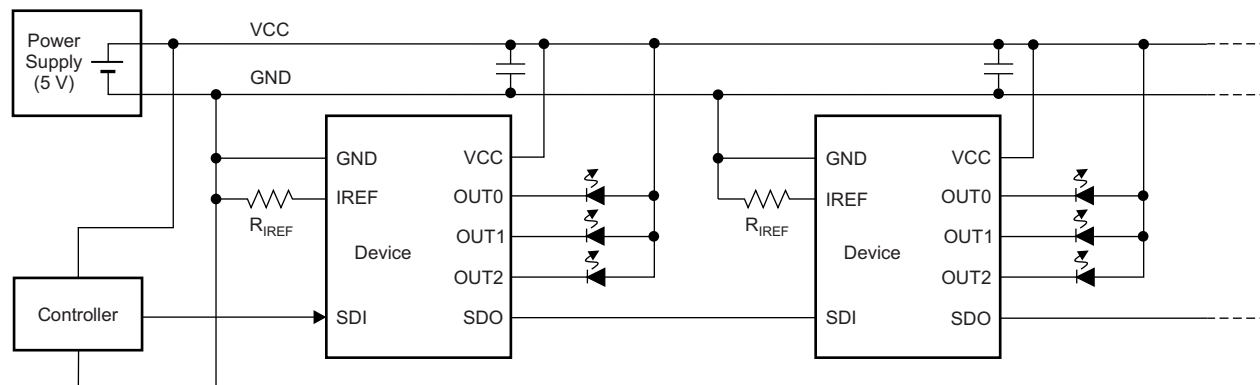 Power
Supply
(5 V)
VCC
GND
GND
IREF
RIREF
Device
SDI
VCC
OUT0
OUT1
OUT2
SDO
GND
IREF
RIREF
Device
SDI
VCC
OUT0
OUT1
OUT2
SDO
Controller